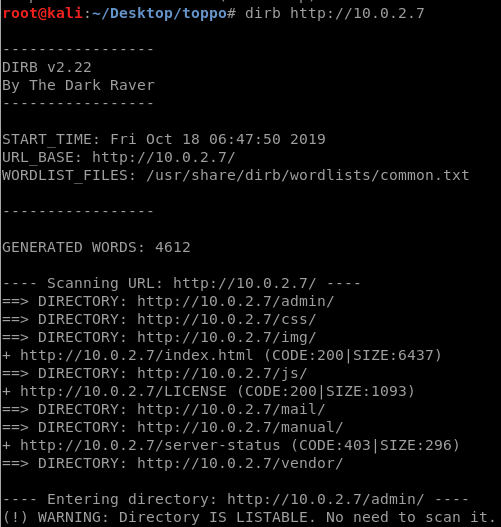 root@kali:~/Desktop/toppo# dirb http://10.0.2.7
-----------------
DIRB v2.22
By The Dark Raver
-----------------
START_TIME: Fri Oct 18 06:47:50 2019
URL_BASE: http://10.0.2.7/
WORDLIST_FILES: /usr/share/dirb/wordlists/common.txt
-----------------
GENERATED WORDS: 4612
---- Scanning URL: http://10.0.2.7/ ----
==> DIRECTORY: http://10.0.2.7/admin/
==> DIRECTORY: http://10.0.2.7/css/
==> DIRECTORY: http://10.0.2.7/img/
+ http://10.0.2.7/index.html (CODE:200|SIZE:6437)
==> DIRECTORY: http://10.0.2.7/js/
+ http://10.0.2.7/LICENSE (CODE:200|SIZE:1093)
==> DIRECTORY: http://10.0.2.7/mail/
==> DIRECTORY: http://10.0.2.7/manual/
+ http://10.0.2.7/server-status (CODE:403|SIZE:296)
==> DIRECTORY: http://10.0.2.7/vendor/
---- Entering directory: http://10.0.2.7/admin/ ----
(!) WARNING: Directory IS LISTABLE. No need to scan it.